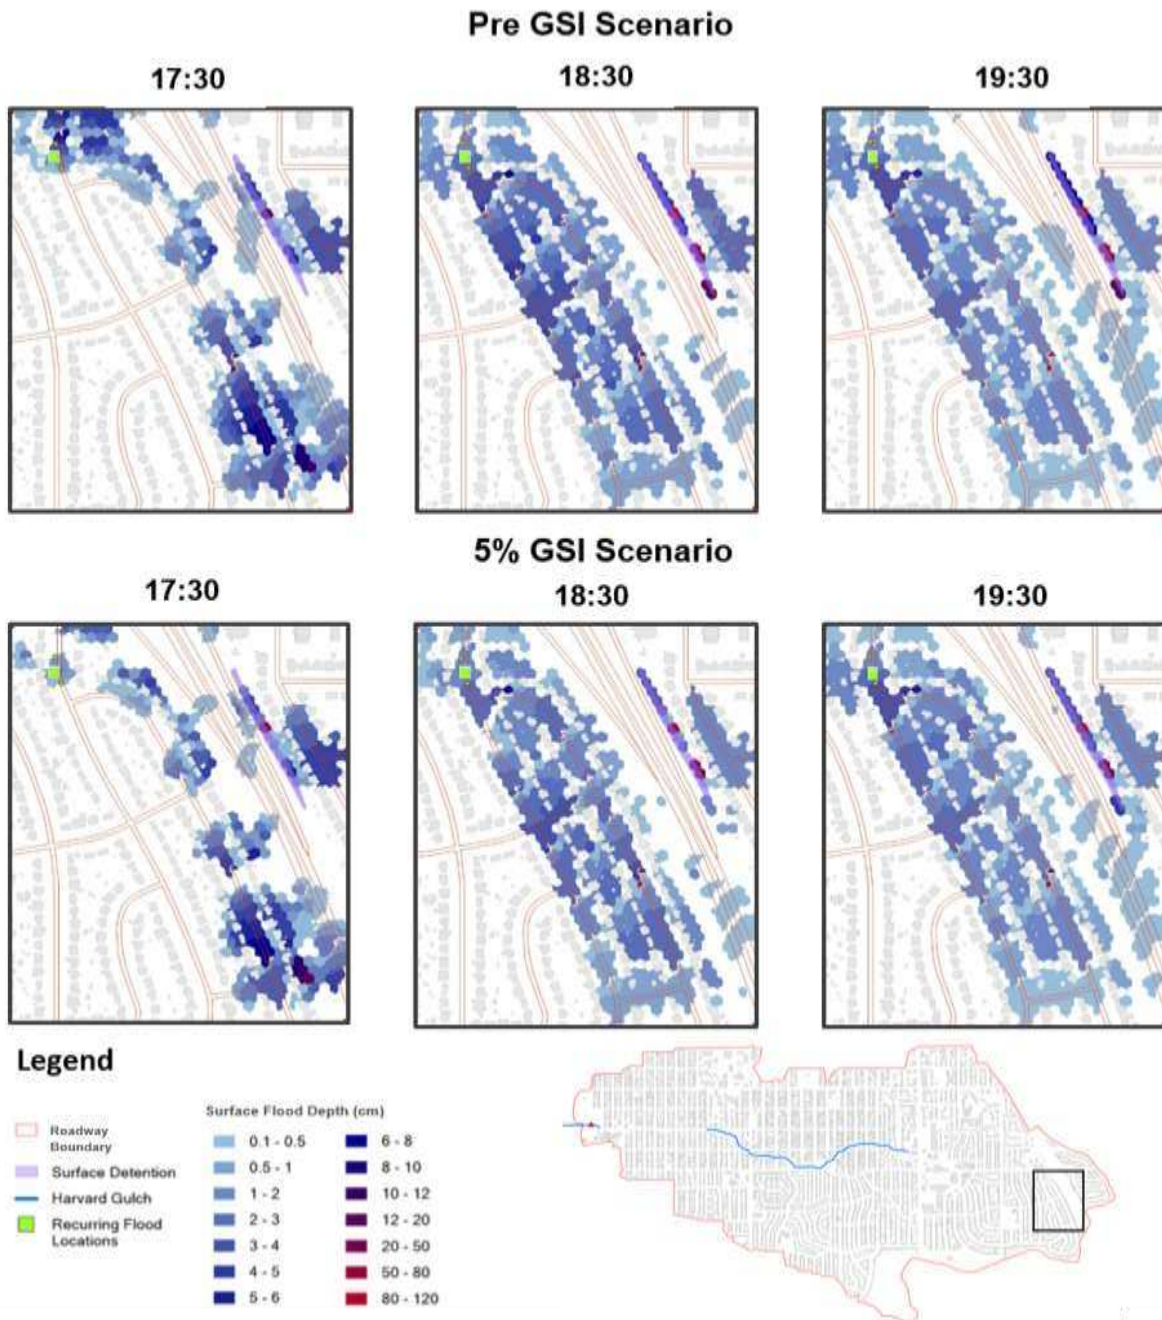 Pre GSI Scenario
17:30 18:30 19:30
5% GSI Scenario
17:30 18:30 19:30
Legend
Roadway
Boundary
Surface Detention
Harvard Gulch
Recurring Flood
Locations
Surface Flood Depth (cm)
0.1 - 0.5
0.5 - 1
1 - 2
2 - 3
3 - 4
4 - 5
5 - 6
6 - 8
8 - 10
10 - 12
12 - 20
20 - 50
50 - 80
80 - 120